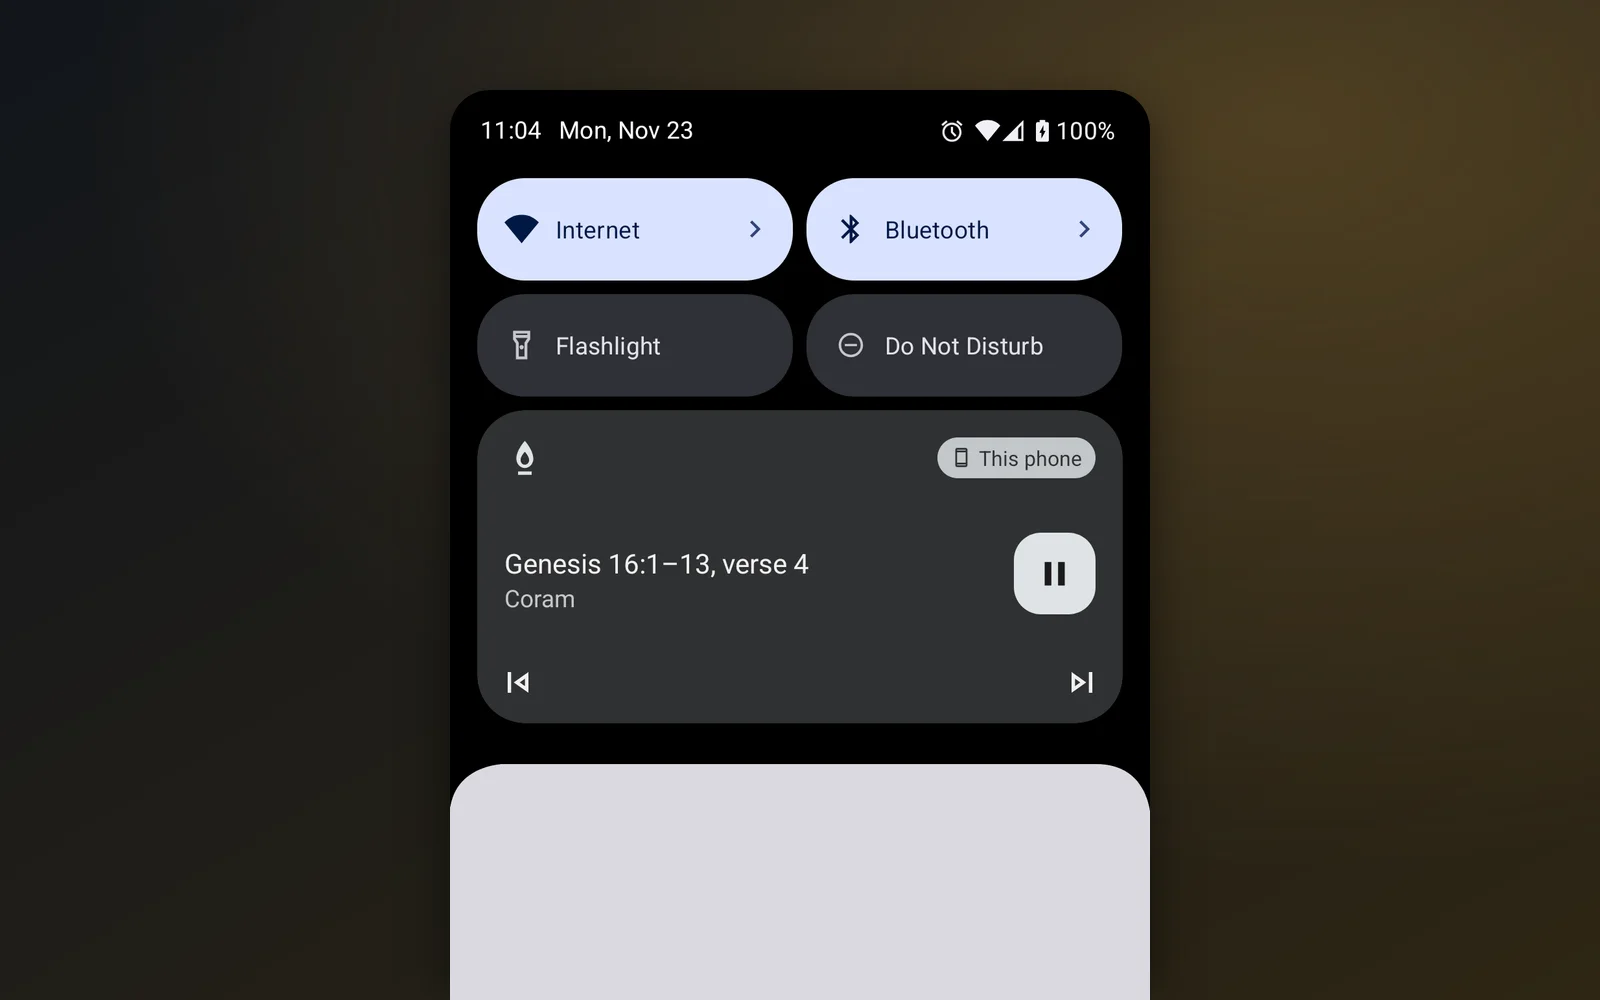 11:04 Mon, Nov 23 100%
Internet
Bluetooth
Flashlight
Do Not Disturb
This phone
Genesis 16:1–13, verse 4
Coram